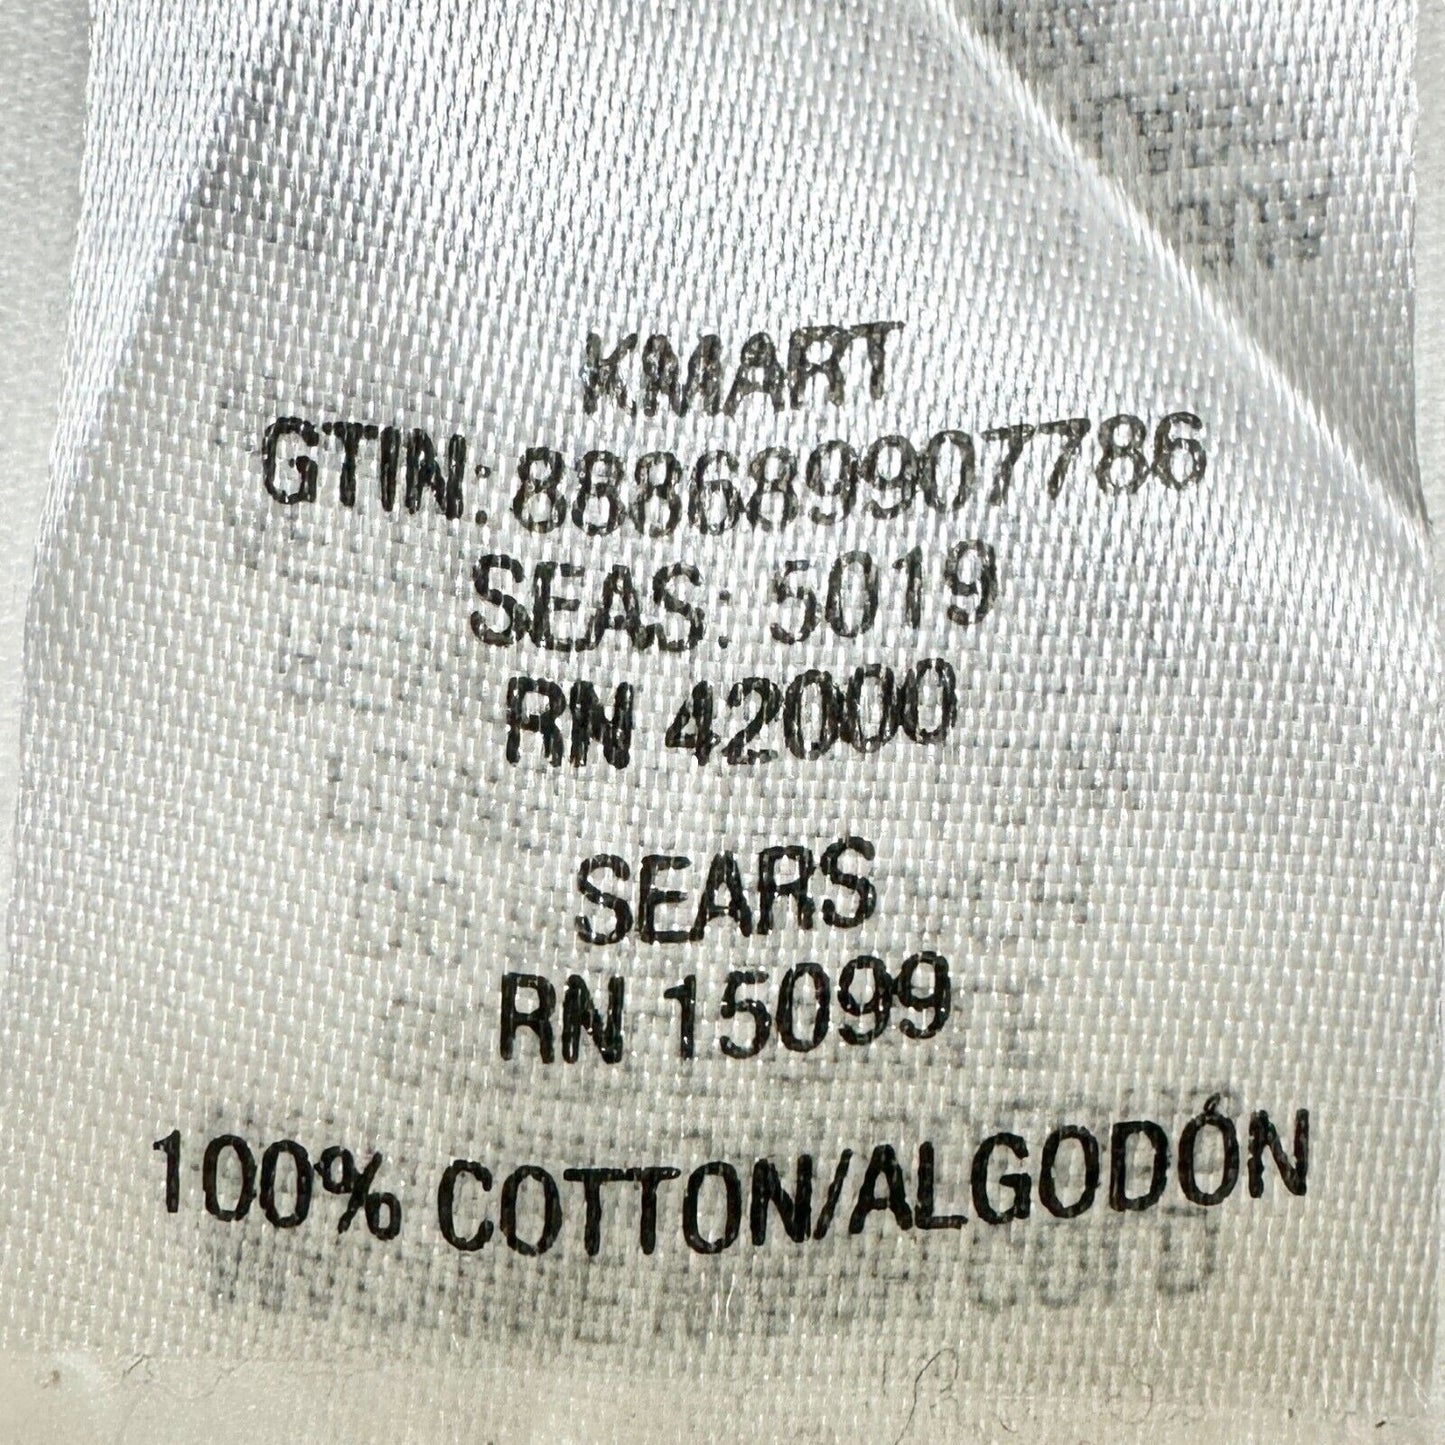 KMART
GTIN: 888689907786
SEAS: 5019
RN 42000
SEARS
RN 15099
100% COTTON/ALGODÓN